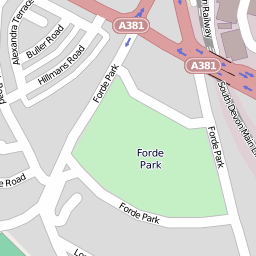 Alexandra Terrace
Buller Road
Hillmans Road
A381
n Railway
A381
South Devon Main Line
Forde Park
Forde Park
Forde
Park
Forde Park
e Road